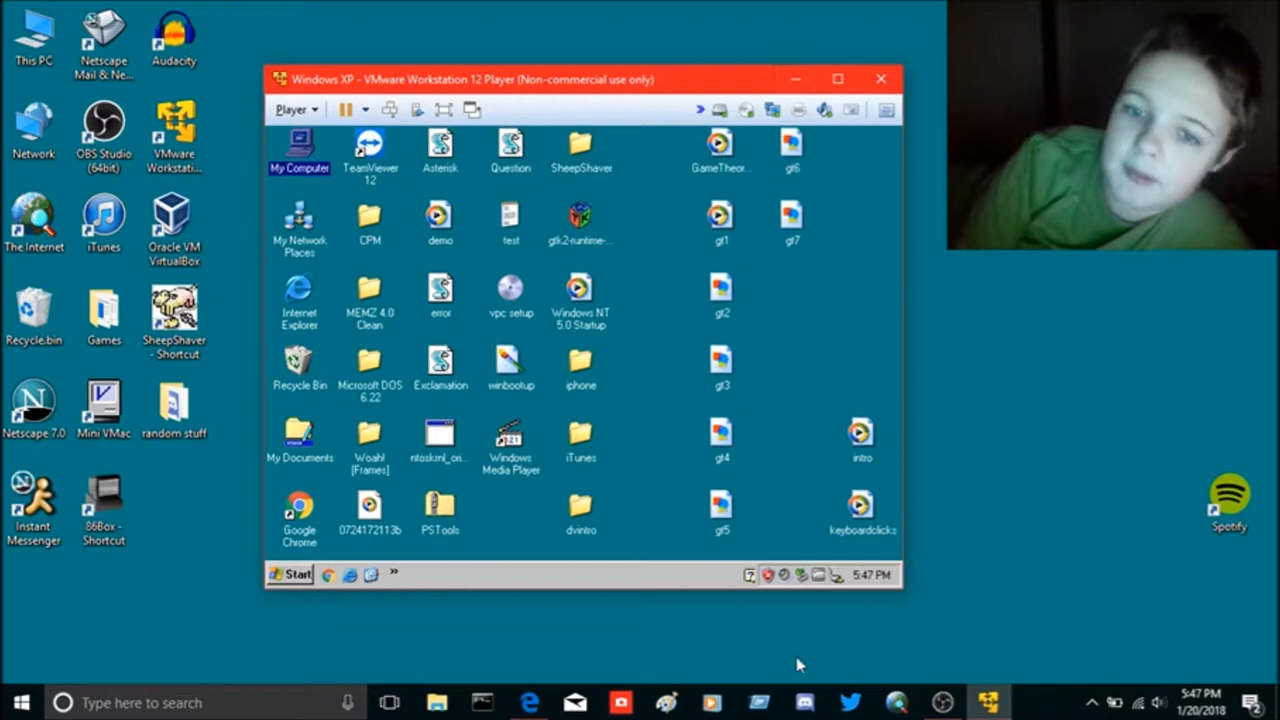 This PC
Netscape
Mail & Ne...
Audacity
Network
OBS Studio
(64bit)
VMware
Workstati...
The Internet
iTunes
Oracle VM
VirtualBox
Recycle.bin
Games
SheepShaver
- Shortcut
Netscape 7.0
Mini VMac
random stuff
Instant
Messenger
86Box -
Shortcut
Windows XP - VMware Workstation 12 Player (Non-commercial use only)
Player
My Computer
TeamViewer
12
Asterisk
Question
SheepShaver
GameTheor...
gt6
My Network
Places
CPM
demo
test
gtk2-runtime-...
gt1
gt7
Internet
Explorer
MEMZ 4.0
Clean
error
vpc setup
Windows NT
5.0 Startup
gt2
Recycle Bin
Microsoft DOS
6.22
Exclamation
winbootup
iphone
gt3
My Documents
Woah!
[Frames]
ntoskrnl_ori...
Windows
Media Player
iTunes
gt4
intro
Google
Chrome
0724172113b
PSTools
dvintro
gt5
keyboardclicks
Start
5:47 PM
Spotify
Type here to search
5:47 PM
1/20/2018
2